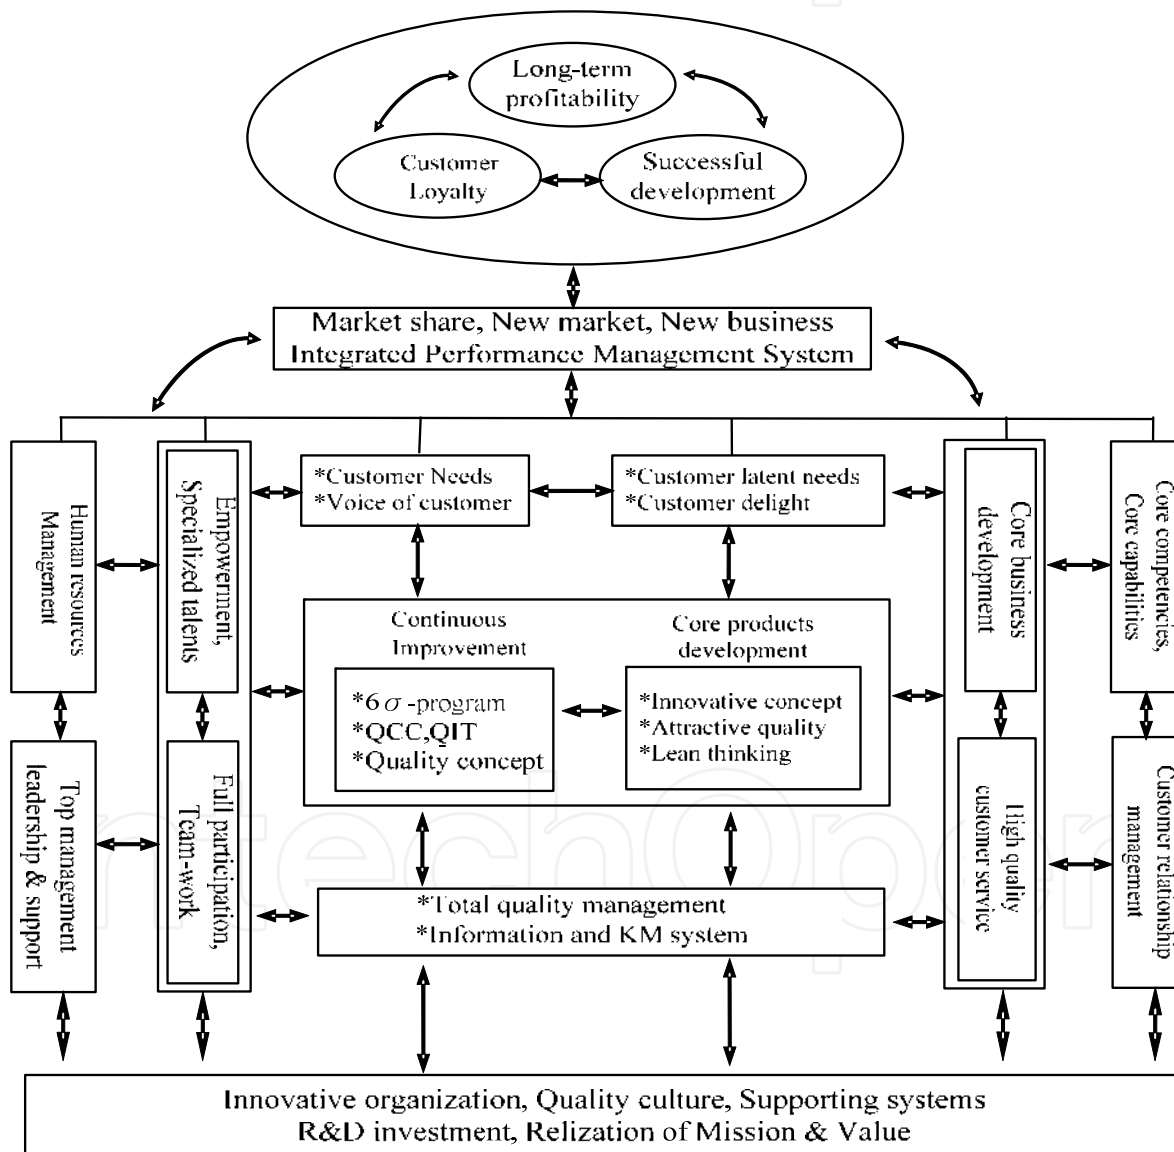 Long-term
profitability
Customer
Loyalty
Successful
development
Market share, New market, New business
Integrated Performance Management System
Human resources
Management
Empowerment,
Specialized talents
*Customer Needs
*Voice of customer
*Customer latent needs
*Customer delight
Core business
development
Core competencies,
Core capabilities
Continuous
Improvement
*6σ-program
*QCC,QIT
*Quality concept
Core products
development
*Innovative concept
*Attractive quality
*Lean thinking
Top management
leadership & support
Full participation,
Team-work
*Total quality management
*Information and KM system
High quality
customer service
Customer relationship
management
Innovative organization, Quality culture, Supporting systems
R&D investment, Relization of Mission & Value
ntechOpen